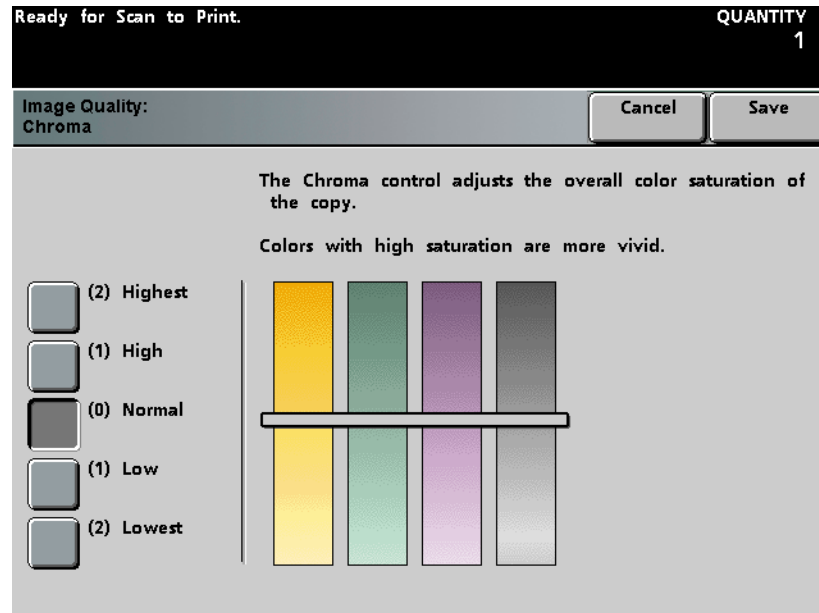 Ready for Scan to Print.
QUANTITY
1
Image Quality:
Chroma
Cancel
Save
The Chroma control adjusts the overall color saturation of
the copy.
Colors with high saturation are more vivid.
(2) Highest
(1) High
(0) Normal
(1) Low
(2) Lowest